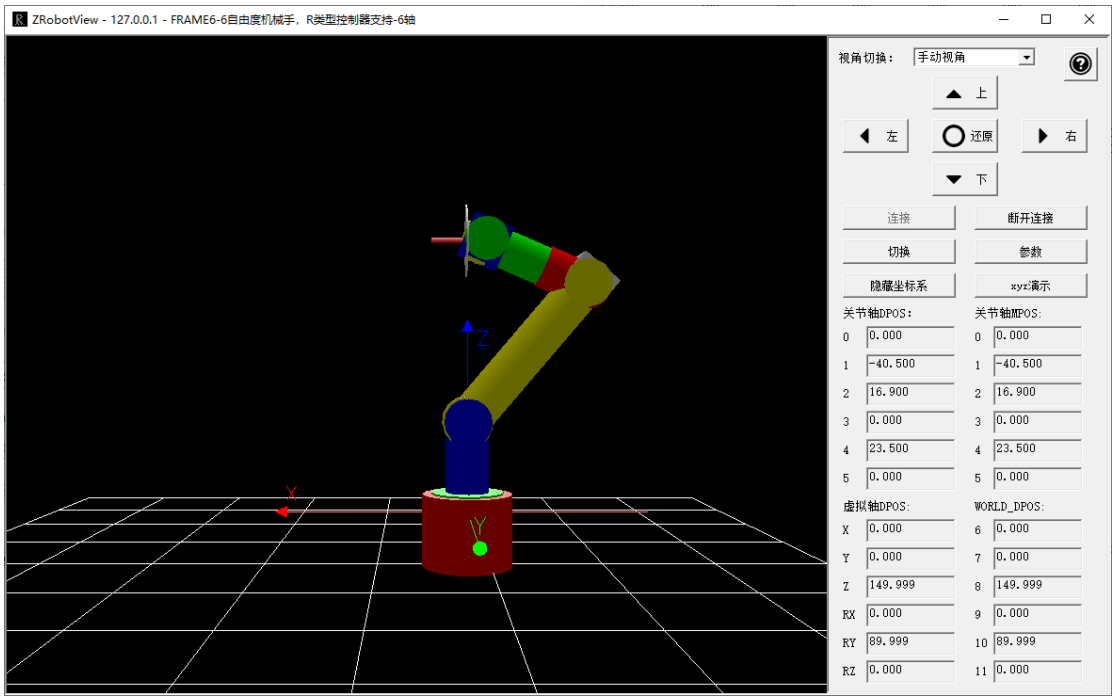 ZRobotView - 127.0.0.1 - FRAME6-6自由度机械手, R类型控制器支持-6轴
视角切换: 手动视角
上
左 还原 右
下
连接 断开连接
切换 参数
隐藏坐标系 xyz演示
关节轴DPOS: 关节轴MPOS:
0 0.000 0 0.000
1 -40.500 1 -40.500
2 16.900 2 16.900
3 0.000 3 0.000
4 23.500 4 23.500
5 0.000 5 0.000
虚拟轴DPOS: WORLD_DPOS:
X 0.000 6 0.000
Y 0.000 7 0.000
Z 149.999 8 149.999
RX 0.000 9 0.000
RY 89.999 10 89.999
RZ 0.000 11 0.000
Z
X
Y